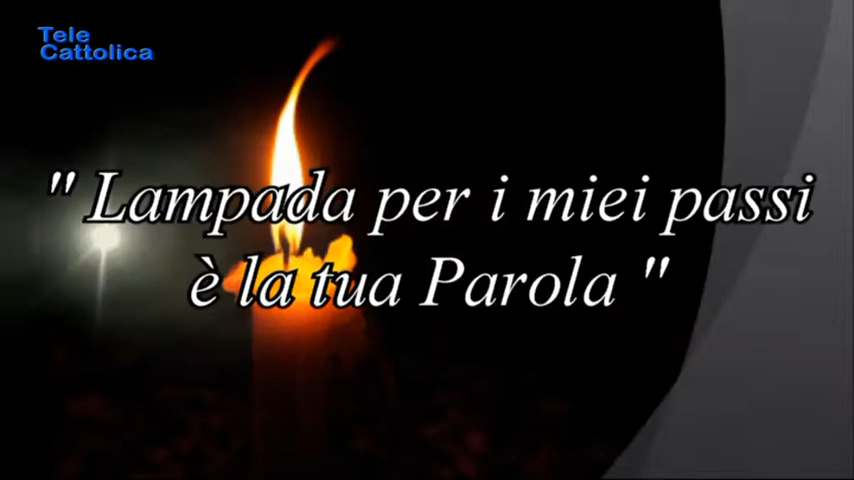 Tele
Cattolica
" Lampada per i miei passi
è la tua Parola "